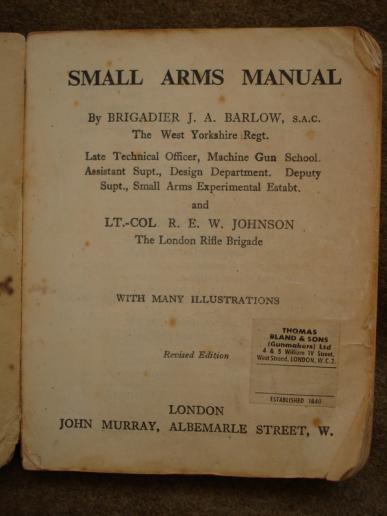 SMALL ARMS MANUAL
By BRIGADIER J. A. BARLOW, S.A.C.
The West Yorkshire Regt.
Late Technical Officer, Machine Gun School.
Assistant Supt., Design Department. Deputy
Supt., Small Arms Experimental Estabt.
and
LT.-COL R. E. W. JOHNSON
The London Rifle Brigade
WITH MANY ILLUSTRATIONS
THOMAS
BLAND & SONS
(Gunmakers) Ltd
4 & 5 William IV Street,
West Strand, LONDON, W.C.2.
ESTABLISHED 1840
Revised Edition
LONDON
JOHN MURRAY, ALBEMARLE STREET, W.